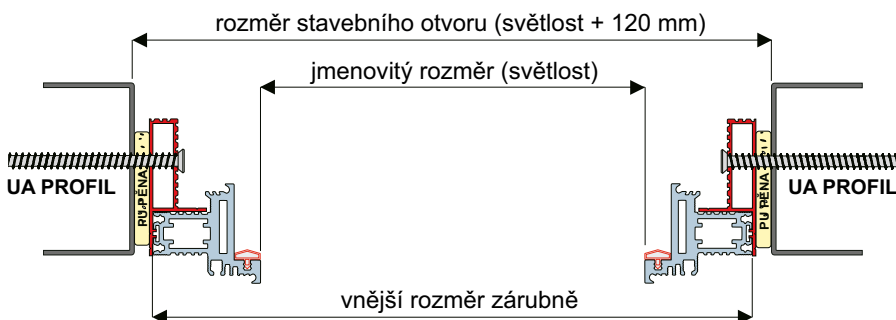 rozměr stavebního otvoru (světlost + 120 mm)
jmenovitý rozměr (světlost)
UA PROFIL
PU PĚNA
PU PĚNA
UA PROFIL
vnější rozměr zárubně